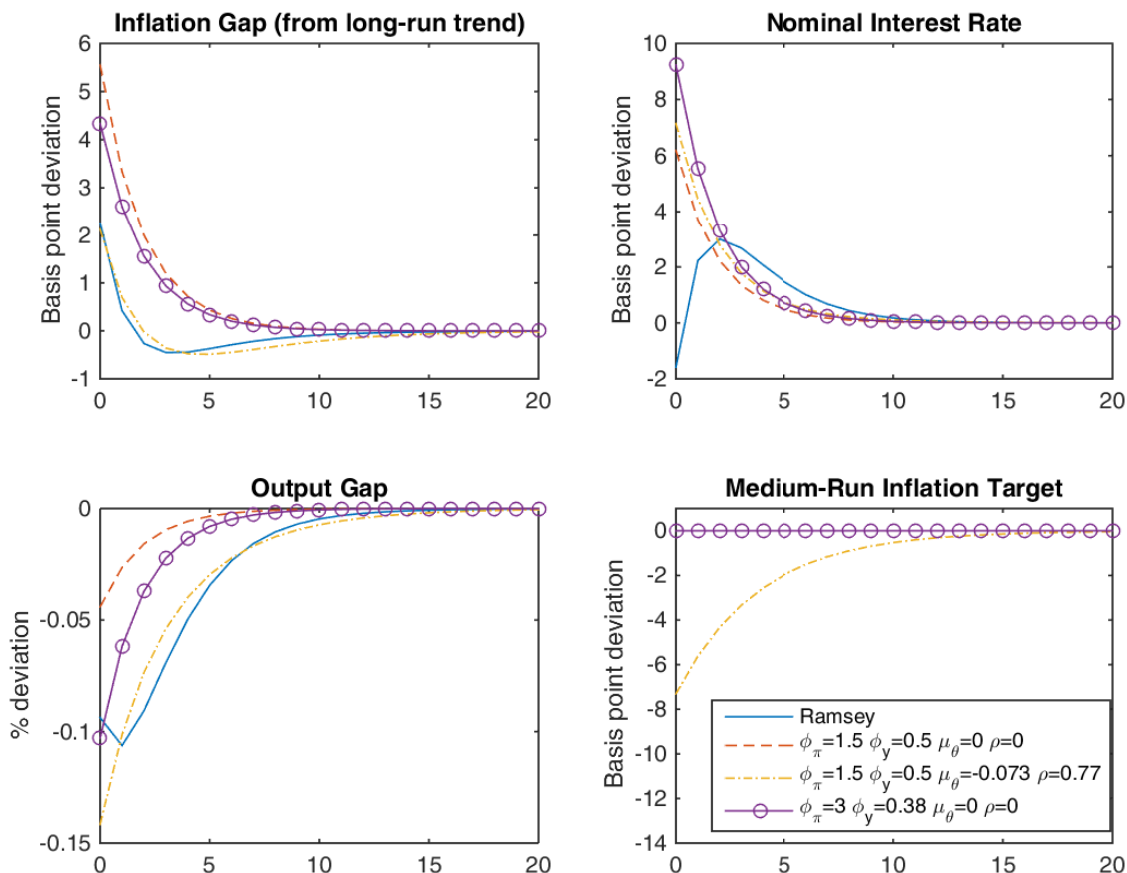 Inflation Gap (from long-run trend)
Basis point deviation
6
5
4
3
2
1
0
-1
0 5 10 15 20
Nominal Interest Rate
Basis point deviation
10
8
6
4
2
0
-2
0 5 10 15 20
Output Gap
% deviation
0
-0.05
-0.1
-0.15
0 5 10 15 20
Medium-Run Inflation Target
Basis point deviation
0
-2
-4
-6
-8
-10
-12
-14
0 5 10 15 20
Ramsey
ϕπ=1.5 ϕy=0.5 μθ=0 ρ=0
ϕπ=1.5 ϕy=0.5 μθ=-0.073 ρ=0.77
ϕπ=3 ϕy=0.38 μθ=0 ρ=0